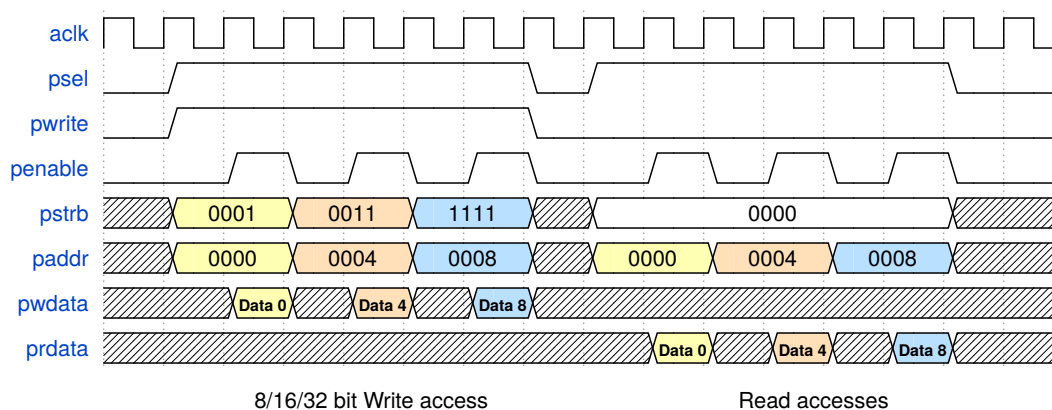 aclk
psel
pwrite
penable
pstrb 0001 0011 1111 0000
paddr 0000 0004 0008 0000 0004 0008
pwdata Data 0 Data 4 Data 8
prdata Data 0 Data 4 Data 8
8/16/32 bit Write access Read accesses